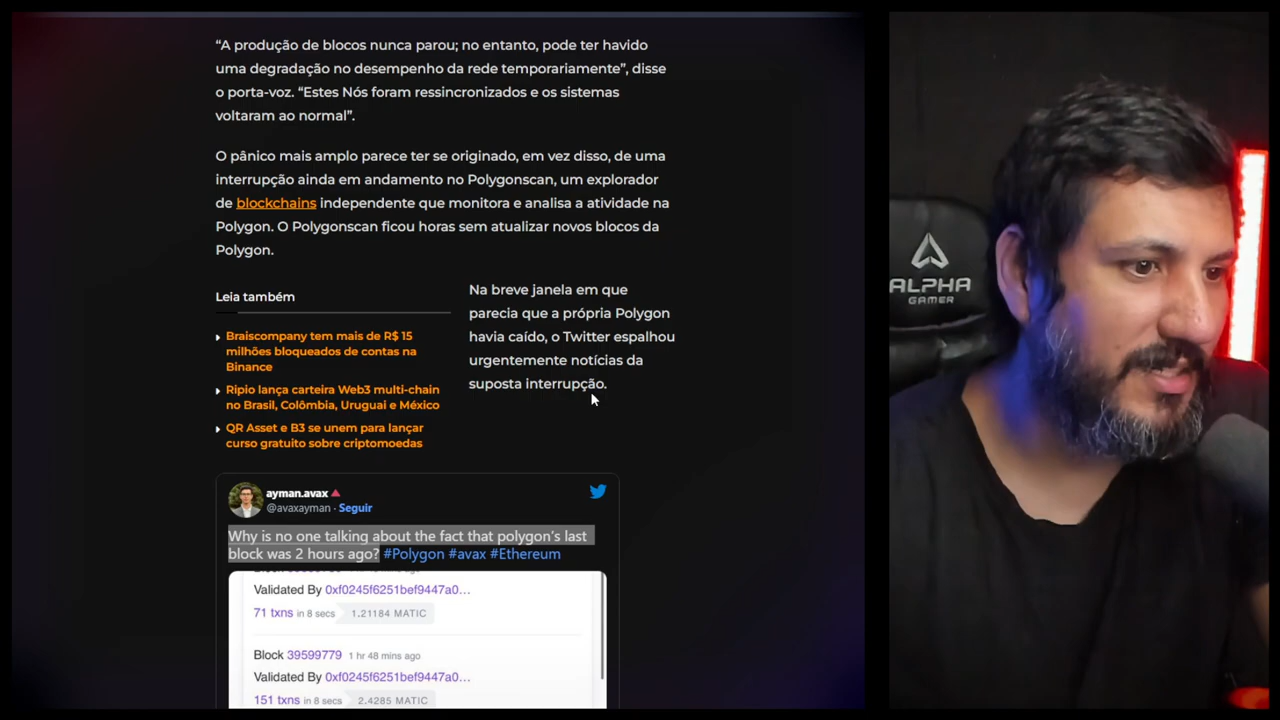 “A produção de blocos nunca parou; no entanto, pode ter havido
uma degradação no desempenho da rede temporariamente”, disse
o porta-voz. “Estes Nós foram ressincronizados e os sistemas
voltaram ao normal”.
O pânico mais amplo parece ter se originado, em vez disso, de uma
interrupção ainda em andamento no Polygonscan, um explorador
de blockchains independente que monitora e analisa a atividade na
Polygon. O Polygonscan ficou horas sem atualizar novos blocos da
Polygon.
Leia também
Braiscompany tem mais de R$ 15
milhões bloqueados de contas na
Binance
Ripio lança carteira Web3 multi-chain
no Brasil, Colômbia, Uruguai e México
QR Asset e B3 se unem para lançar
curso gratuito sobre criptomoedas
Na breve janela em que
parecia que a própria Polygon
havia caído, o Twitter espalhou
urgentemente notícias da
suposta interrupção.
ayman.avax
@avaxayman · Seguir
Why is no one talking about the fact that polygon’s last
block was 2 hours ago? #Polygon #avax #Ethereum
Validated By 0xf0245f6251bef9447a0...
71 txns in 8 secs 1.21184 MATIC
Block 39599779 1 hr 48 mins ago
Validated By 0xf0245f6251bef9447a0...
151 txns in 8 secs 2.4285 MATIC
ALPHA
GAMER